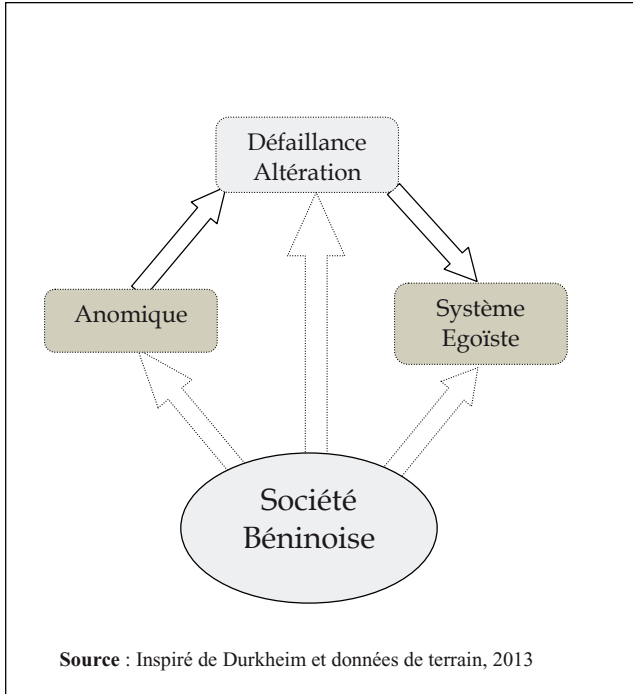 Défaillance
Altération
Anomique
Système
Egoïste
Société
Béninoise
Source : Inspiré de Durkheim et données de terrain, 2013